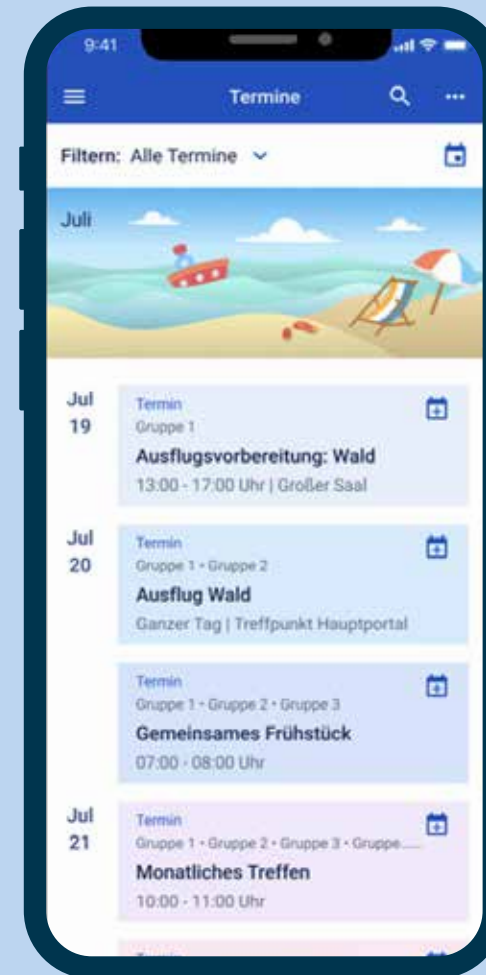 9:41
Termine
Filtern: Alle Termine
Juli
Jul
19
Termin
Gruppe 1
Ausflugsvorbereitung: Wald
13:00 - 17:00 Uhr | Großer Saal
Jul
20
Termin
Gruppe 1 • Gruppe 2
Ausflug Wald
Ganzer Tag | Treffpunkt Hauptportal
Termin
Gruppe 1 • Gruppe 2 • Gruppe 3
Gemeinsames Frühstück
07:00 - 08:00 Uhr
Jul
21
Termin
Gruppe 1 • Gruppe 2 • Gruppe 3 • Gruppe......
Monatliches Treffen
10:00 - 11:00 Uhr